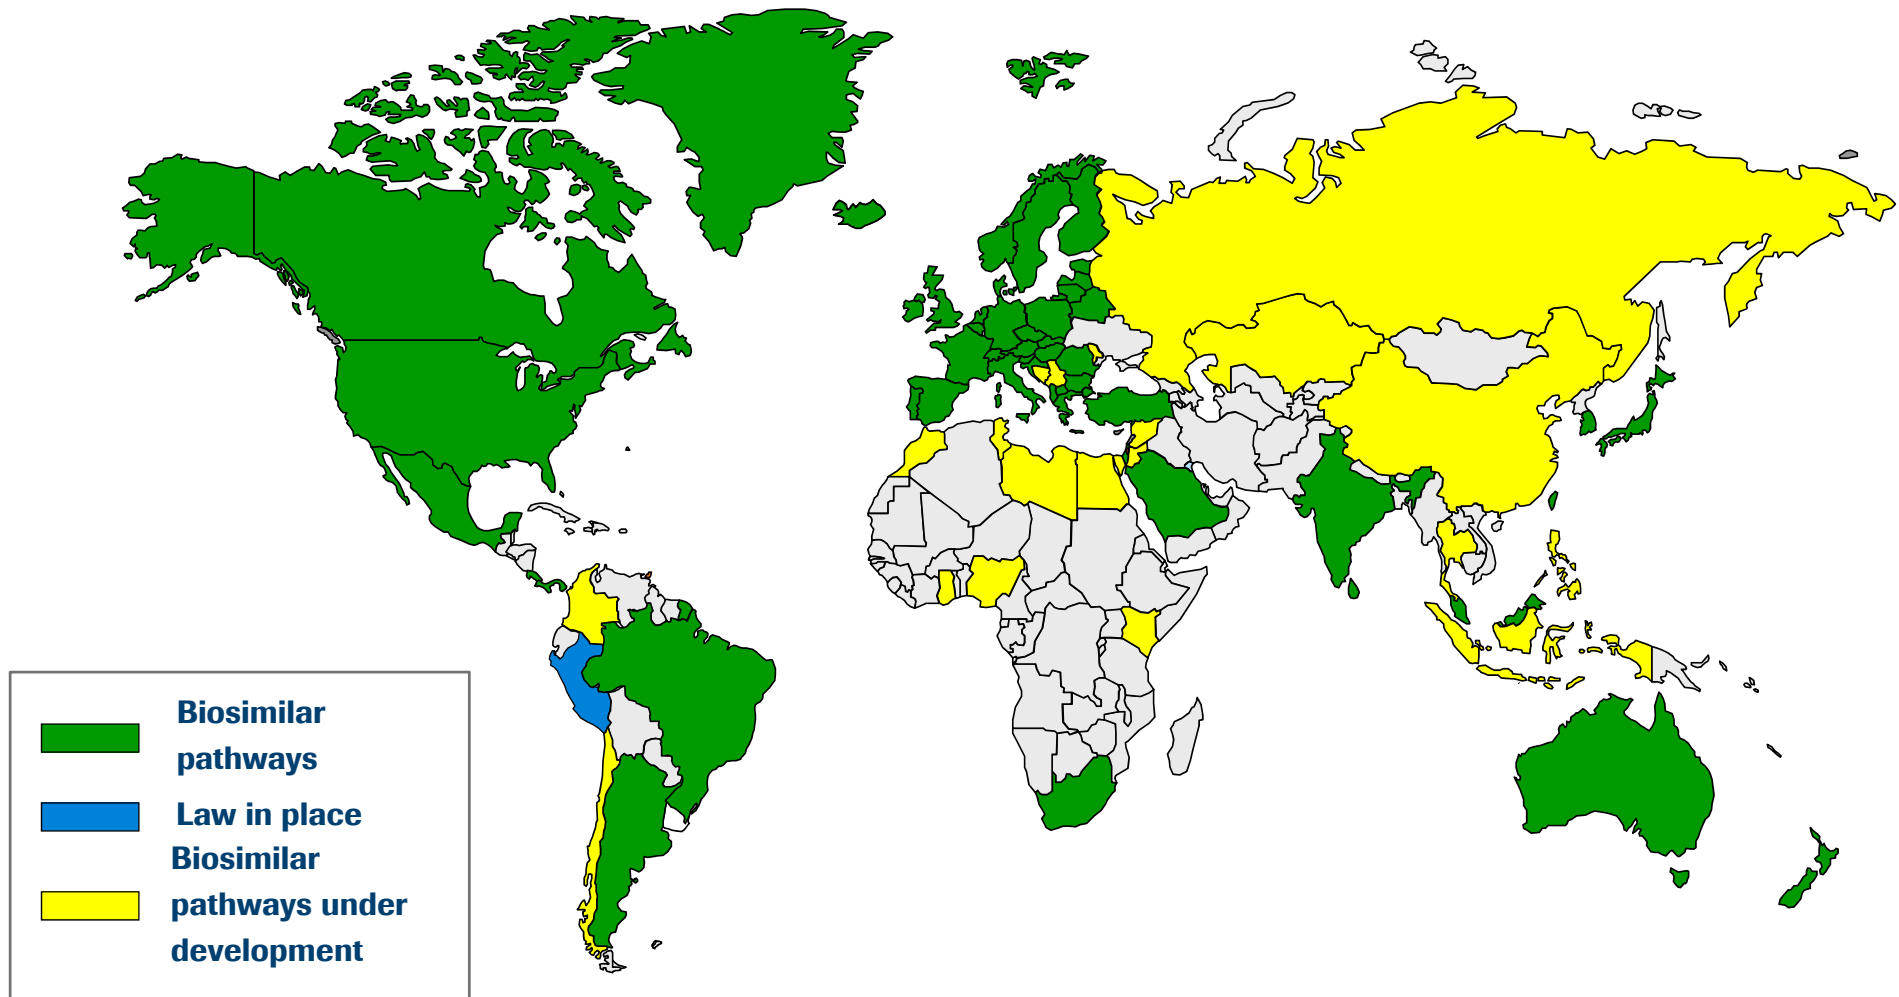 Biosimilar
pathways
Law in place
Biosimilar
pathways under
development